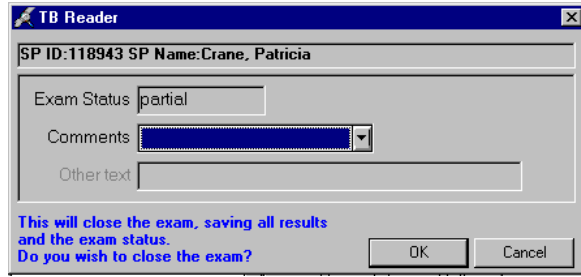 TB Reader
SP ID:118943 SP Name:Crane, Patricia
Exam Status partial
Comments
Other text
This will close the exam, saving all results
and the exam status.
Do you wish to close the exam?
OK Cancel